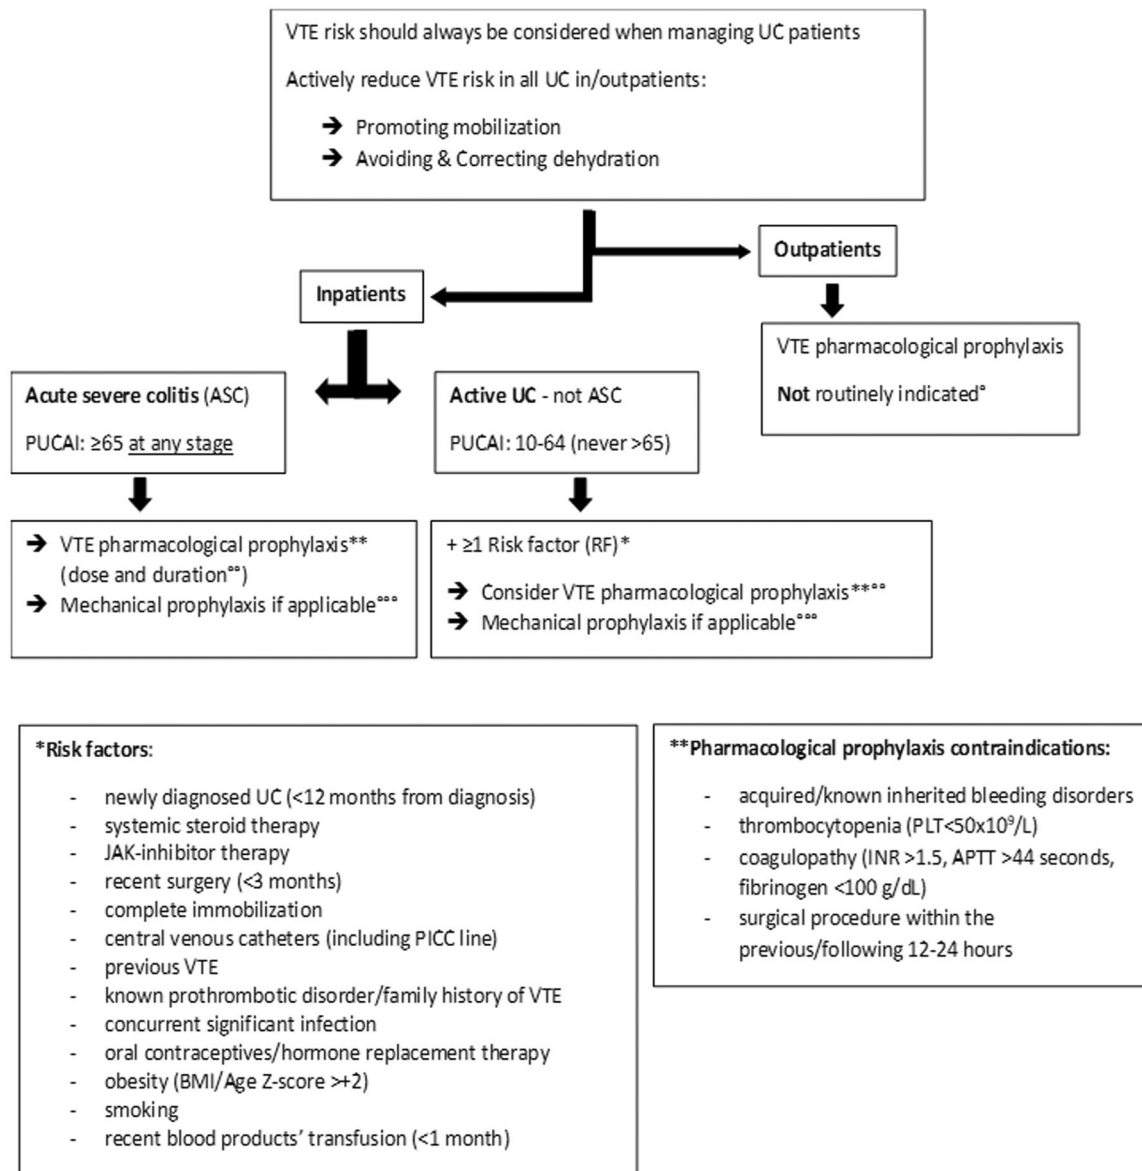 VTE risk should always be considered when managing UC patients
Actively reduce VTE risk in all UC in/outpatients:
➔ Promoting mobilization
➔ Avoiding & Correcting dehydration
Outpatients
Inpatients
VTE pharmacological prophylaxis
Not routinely indicated°
Acute severe colitis (ASC)
PUCAI: ≥65 at any stage
Active UC - not ASC
PUCAI: 10-64 (never >65)
➔ VTE pharmacological prophylaxis**
(dose and duration°°)
➔ Mechanical prophylaxis if applicable°°°
+ ≥1 Risk factor (RF)*
➔ Consider VTE pharmacological prophylaxis**°°
➔ Mechanical prophylaxis if applicable°°°
*Risk factors:
- newly diagnosed UC (<12 months from diagnosis)
- systemic steroid therapy
- JAK-inhibitor therapy
- recent surgery (<3 months)
- complete immobilization
- central venous catheters (including PICC line)
- previous VTE
- known prothrombotic disorder/family history of VTE
- concurrent significant infection
- oral contraceptives/hormone replacement therapy
- obesity (BMI/Age Z-score >+2)
- smoking
- recent blood products' transfusion (<1 month)
**Pharmacological prophylaxis contraindications:
- acquired/known inherited bleeding disorders
- thrombocytopenia (PLT<50x10⁹/L)
- coagulopathy (INR >1.5, APTT >44 seconds,
fibrinogen <100 g/dL)
- surgical procedure within the
previous/following 12-24 hours